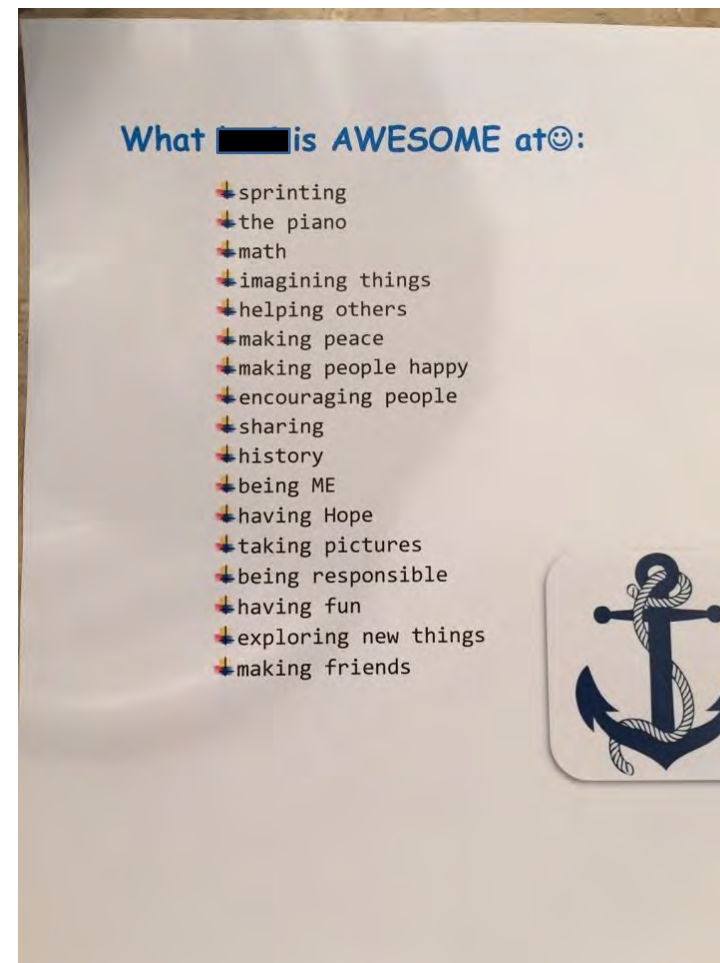 What is AWESOME at☺:
sprinting
the piano
math
imagining things
helping others
making peace
making people happy
encouraging people
sharing
history
being ME
having Hope
taking pictures
being responsible
having fun
exploring new things
making friends